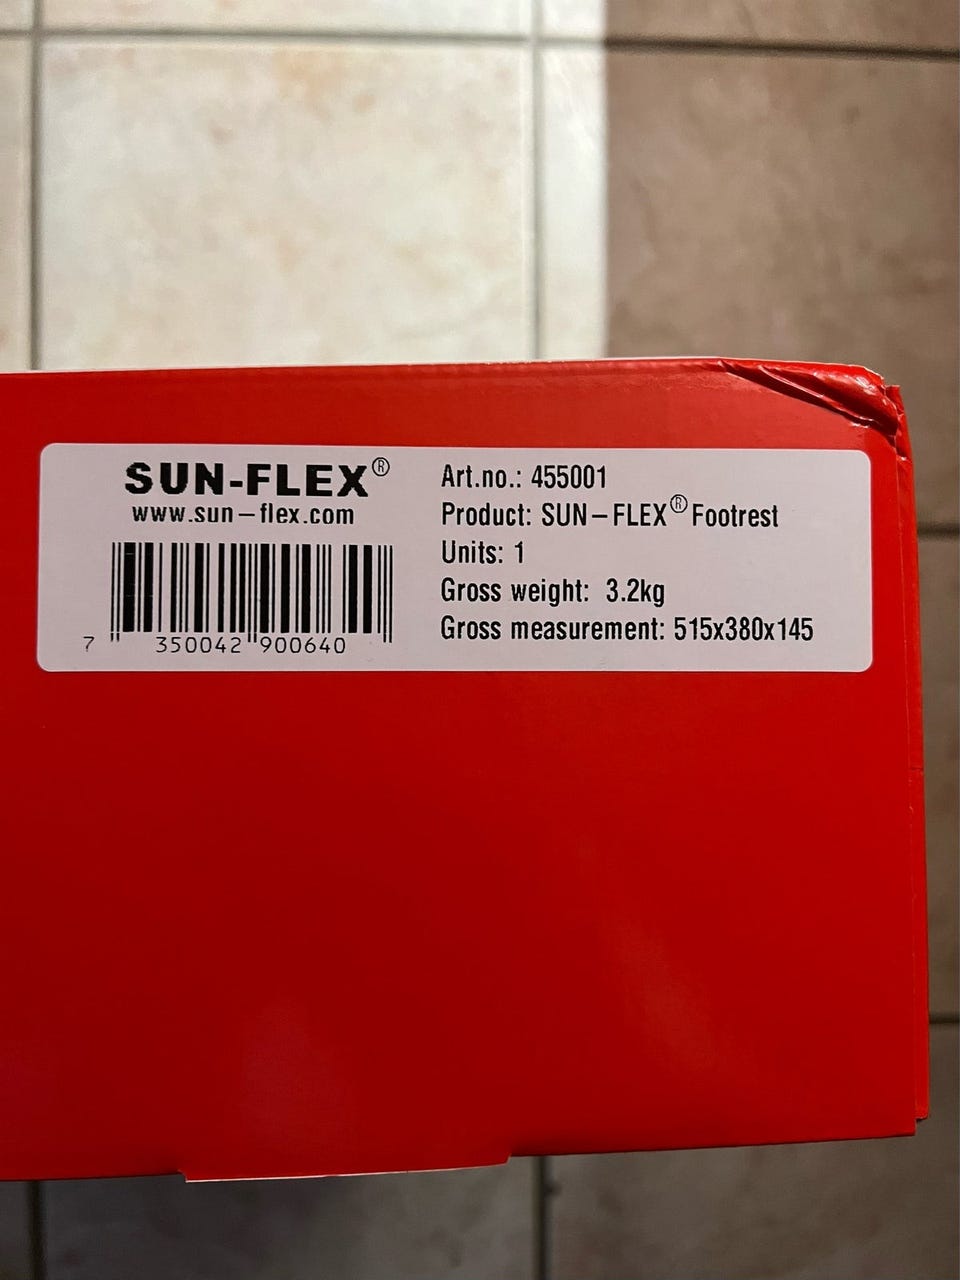 SUN-FLEX®
www.sun-flex.com
7 350042 900640
Art.no.: 455001
Product: SUN-FLEX® Footrest
Units: 1
Gross weight: 3.2kg
Gross measurement: 515x380x145